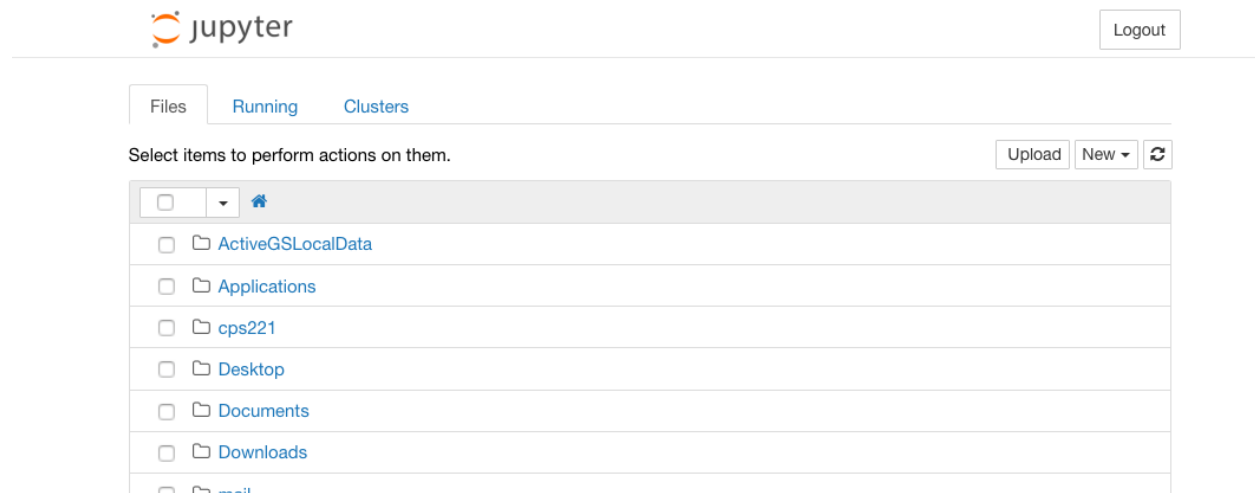 jupyter
Logout
Files Running Clusters
Select items to perform actions on them.
Upload New
ActiveGSLocalData
Applications
cps221
Desktop
Documents
Downloads